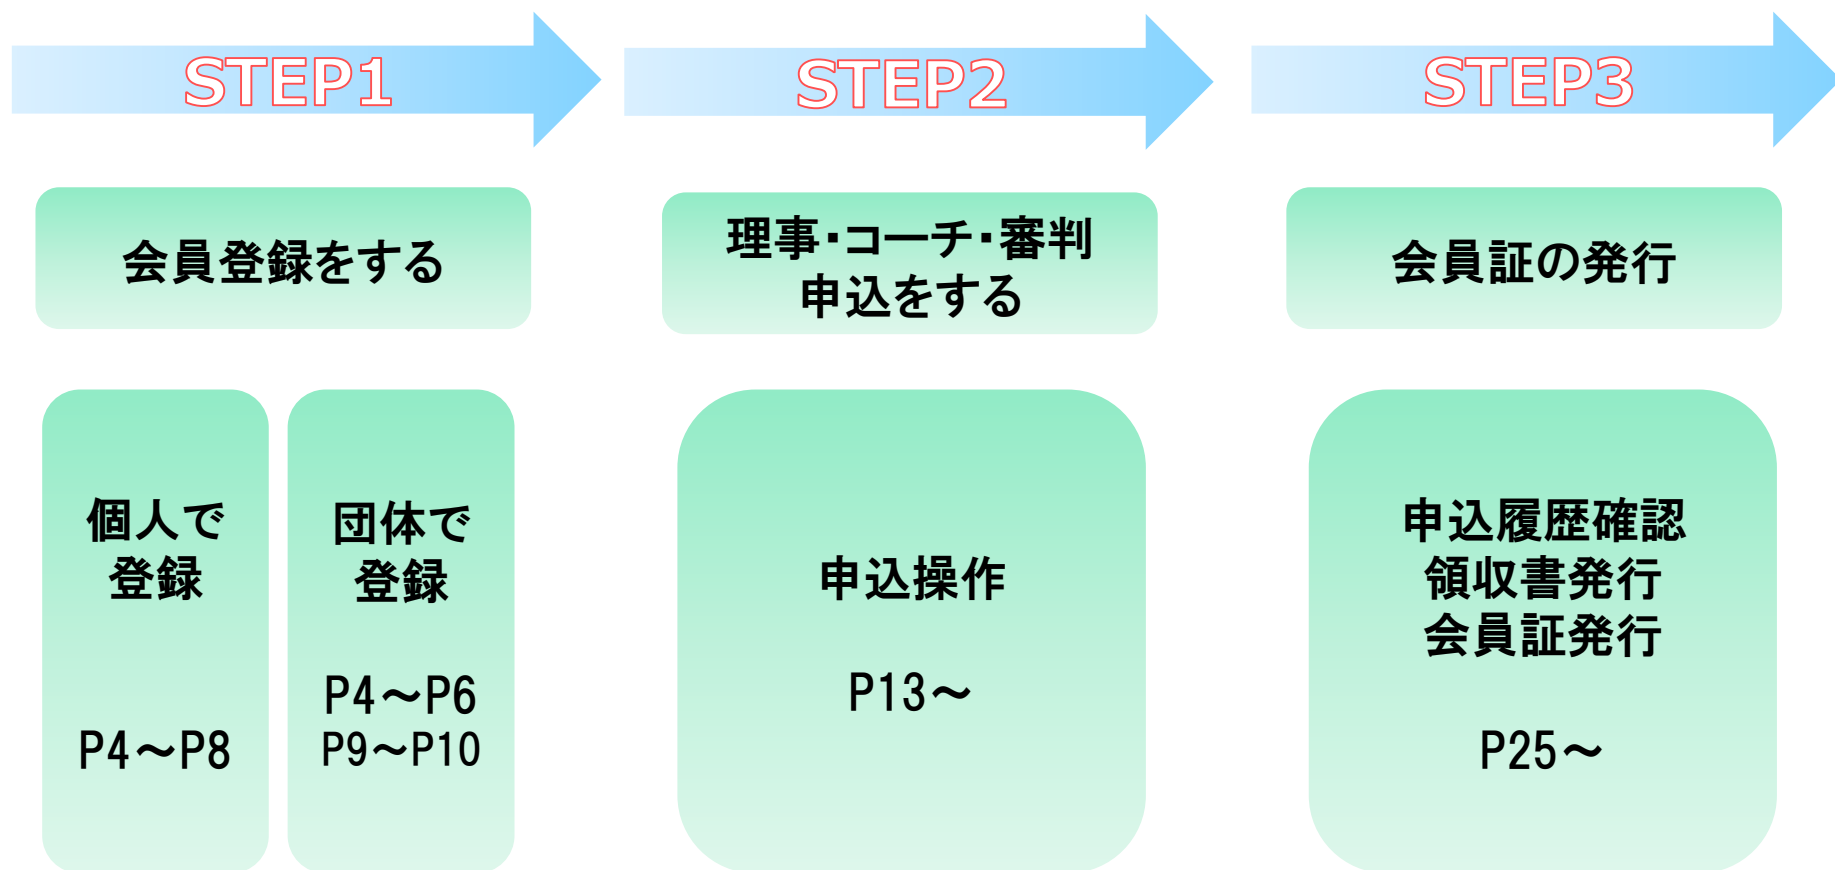 STEP1
STEP2
STEP3
会員登録をする
理事・コーチ・審判
申込をする
会員証の発行
個人で
登録
P4～P8
団体で
登録
P4～P6
P9～P10
申込操作
P13～
申込履歴確認
領収書発行
会員証発行
P25～